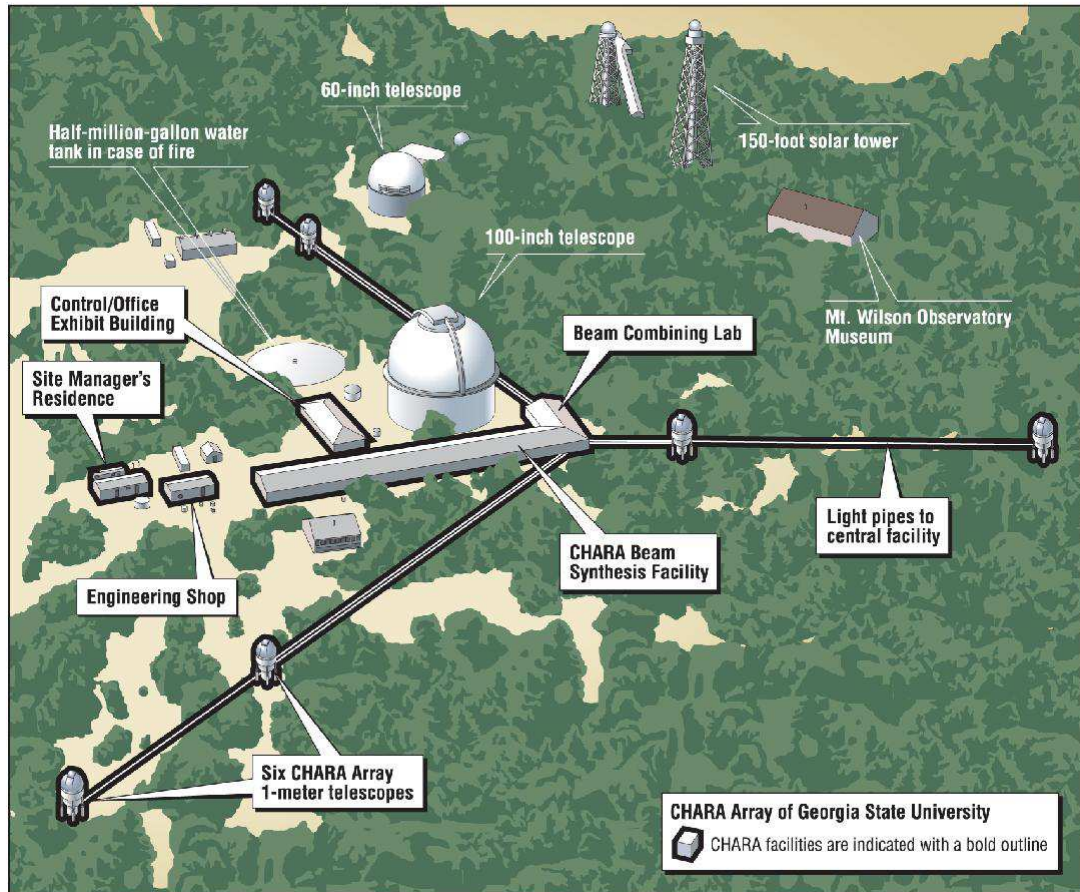 60-inch telescope
Half-million-gallon water
tank in case of fire
150-foot solar tower
100-inch telescope
Control/Office
Exhibit Building
Beam Combining Lab
Mt. Wilson Observatory
Museum
Site Manager's
Residence
Light pipes to
central facility
CHARA Beam
Synthesis Facility
Engineering Shop
Six CHARA Array
1-meter telescopes
CHARA Array of Georgia State University
CHARA facilities are indicated with a bold outline